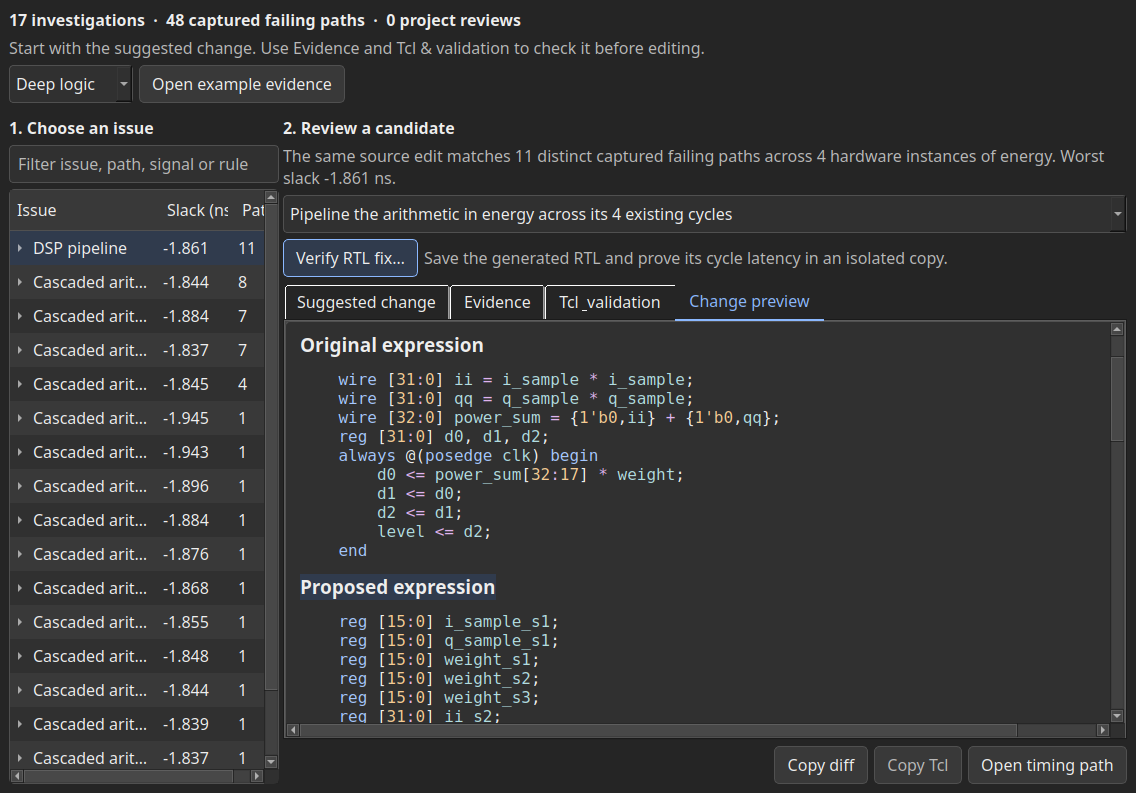 17 investigations · 48 captured failing paths · 0 project reviews
Start with the suggested change. Use Evidence and Tcl & validation to check it before editing.
Deep logic
Open example evidence
1. Choose an issue
Filter issue, path, signal or rule
Issue Slack (ns Pat
DSP pipeline -1.861 11
Cascaded arit... -1.844 8
Cascaded arit... -1.884 7
Cascaded arit... -1.837 7
Cascaded arit... -1.845 4
Cascaded arit... -1.945 1
Cascaded arit... -1.943 1
Cascaded arit... -1.896 1
Cascaded arit... -1.884 1
Cascaded arit... -1.876 1
Cascaded arit... -1.868 1
Cascaded arit... -1.855 1
Cascaded arit... -1.848 1
Cascaded arit... -1.844 1
Cascaded arit... -1.839 1
Cascaded arit... -1.837 1
2. Review a candidate
The same source edit matches 11 distinct captured failing paths across 4 hardware instances of energy. Worst
slack -1.861 ns.
Pipeline the arithmetic in energy across its 4 existing cycles
Verify RTL fix... Save the generated RTL and prove its cycle latency in an isolated copy.
Suggested change Evidence Tcl _validation Change preview
Original expression
wire [31:0] ii = i_sample * i_sample;
wire [31:0] qq = q_sample * q_sample;
wire [32:0] power_sum = {1'b0,ii} + {1'b0,qq};
reg [31:0] d0, d1, d2;
always @(posedge clk) begin
d0 <= power_sum[32:17] * weight;
d1 <= d0;
d2 <= d1;
level <= d2;
end
Proposed expression
reg [15:0] i_sample_s1;
reg [15:0] q_sample_s1;
reg [15:0] weight_s1;
reg [15:0] weight_s2;
reg [15:0] weight_s3;
reg [31:0] ii_s2;
Copy diff Copy Tcl Open timing path